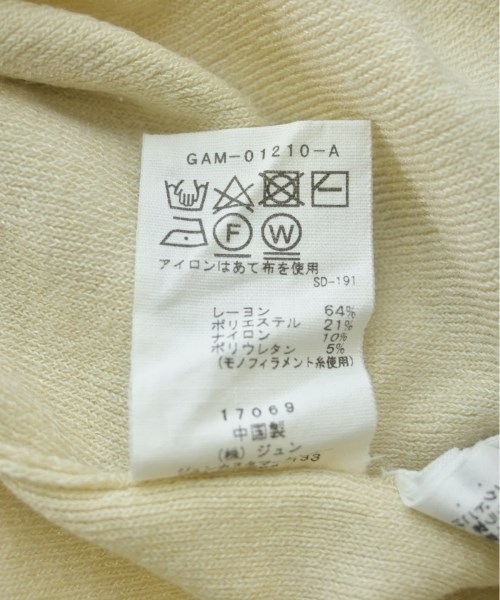 GAM-01210-A
F W
アイロンはあて布を使用
SD-191
レーヨン 64%
ポリエステル 21%
ナイロン 10%
ポリウレタン 5%
(モノフィラメント糸使用)
17069
中国製
(株) ジュン